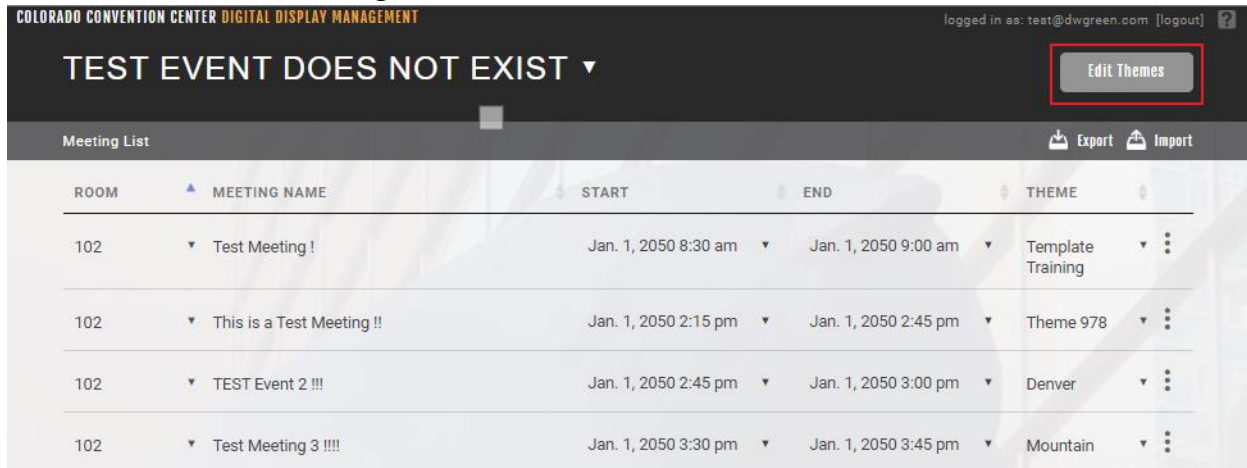 COLORADO CONVENTION CENTER DIGITAL DISPLAY MANAGEMENT logged in as: test@dwgreen.com [logout] ?
TEST EVENT DOES NOT EXIST ▼ Edit Themes
Meeting List Export Import
ROOM MEETING NAME START END THEME
102 Test Meeting ! Jan. 1, 2050 8:30 am Jan. 1, 2050 9:00 am Template
Training
102 This is a Test Meeting !! Jan. 1, 2050 2:15 pm Jan. 1, 2050 2:45 pm Theme 978
102 TEST Event 2 !!! Jan. 1, 2050 2:45 pm Jan. 1, 2050 3:00 pm Denver
102 Test Meeting 3 !!!! Jan. 1, 2050 3:30 pm Jan. 1, 2050 3:45 pm Mountain